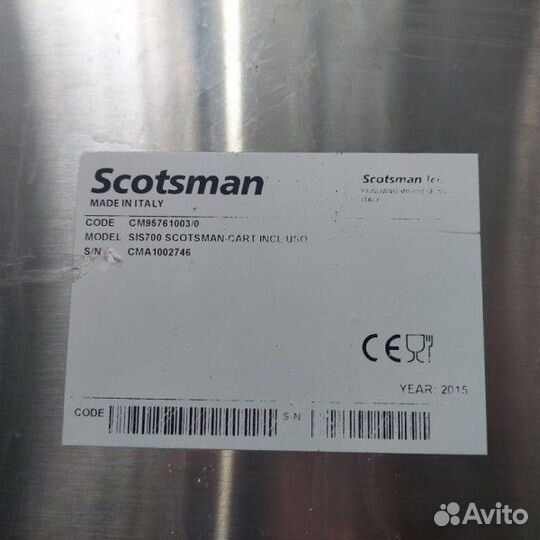 Scotsman
MADE IN ITALY
Scotsman Ice
ITALY
CODE CM95761003/0
MODEL SIS700 SCOTSMAN-CART INCL USO
S/N CMA1002746
CE
YEAR: 2015
CODE
S N
Avito